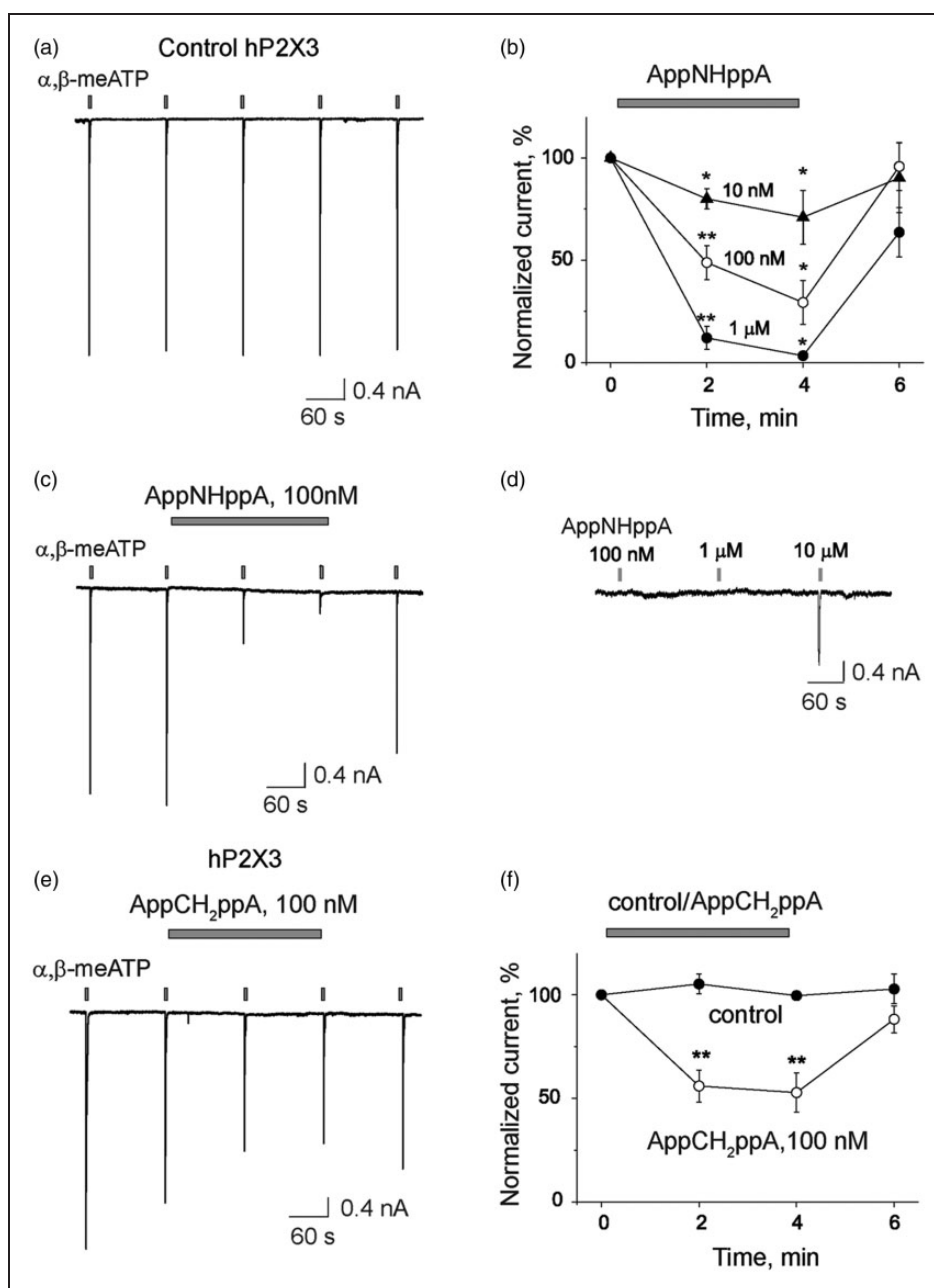 (a)
Control hP2X3
α,β-meATP
0.4 nA
60 s
(b)
AppNHppA
Normalized current, %
100
50
0
*
*
10 nM
**
100 nM
*
**
1 μM
*
0
2
4
6
Time, min
(c)
AppNHppA, 100nM
α,β-meATP
0.4 nA
60 s
(d)
AppNHppA
100 nM
1 μM
10 μM
0.4 nA
60 s
(e)
hP2X3
AppCH₂ppA, 100 nM
α,β-meATP
0.4 nA
60 s
(f)
control/AppCH₂ppA
Normalized current, %
100
50
0
control
**
**
AppCH₂ppA,100 nM
0
2
4
6
Time, min